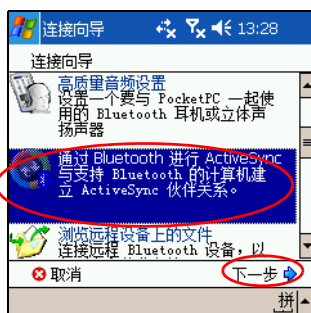 连接向导 13:28
连接向导
高质量音频设置
设置一个要与 PocketPC 一起使
用的 Bluetooth 耳机或立体声
扬声器
通过 Bluetooth 进行 ActiveSync
与支持 Bluetooth 的计算机建
立 ActiveSync 伙伴关系。
浏览远程设备上的文件
连接远程 Bluetooth 设备，以
取消 下一步
拼